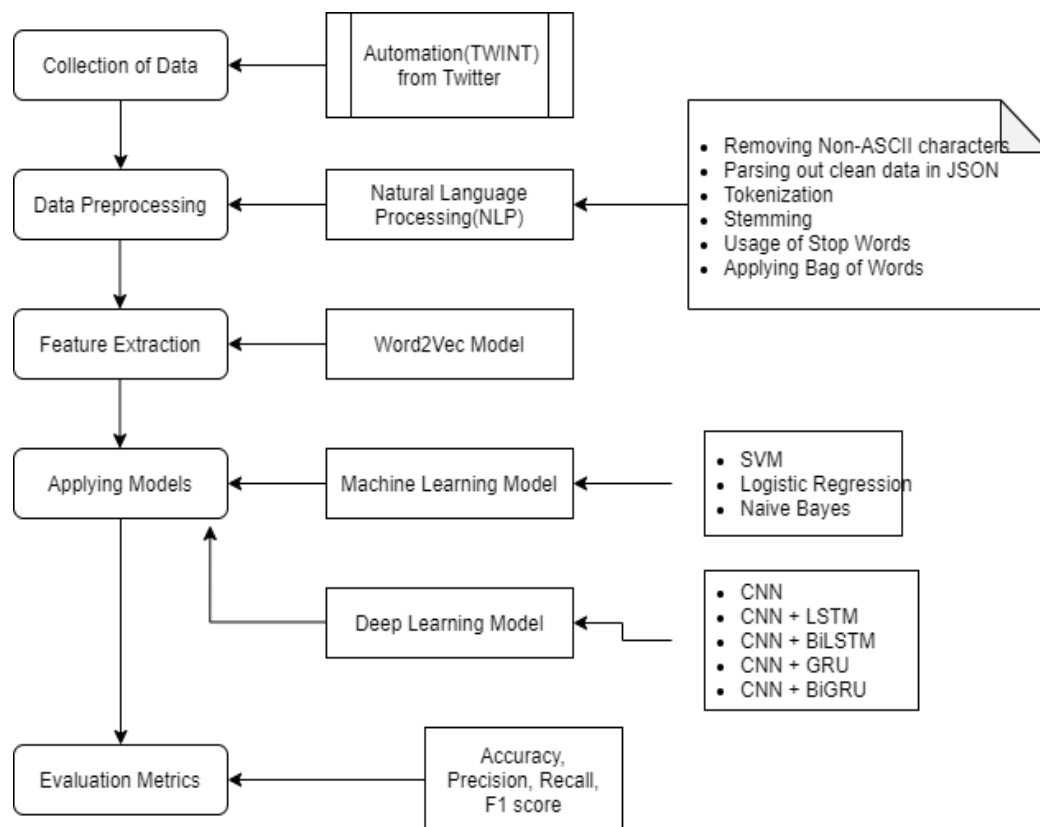 Collection of Data
Automation(TWINT)
from Twitter
• Removing Non-ASCII characters
• Parsing out clean data in JSON
• Tokenization
• Stemming
• Usage of Stop Words
• Applying Bag of Words
Data Preprocessing
Natural Language
Processing(NLP)
Feature Extraction
Word2Vec Model
Applying Models
Machine Learning Model
• SVM
• Logistic Regression
• Naive Bayes
Deep Learning Model
• CNN
• CNN + LSTM
• CNN + BiLSTM
• CNN + GRU
• CNN + BiGRU
Evaluation Metrics
Accuracy,
Precision, Recall,
F1 score